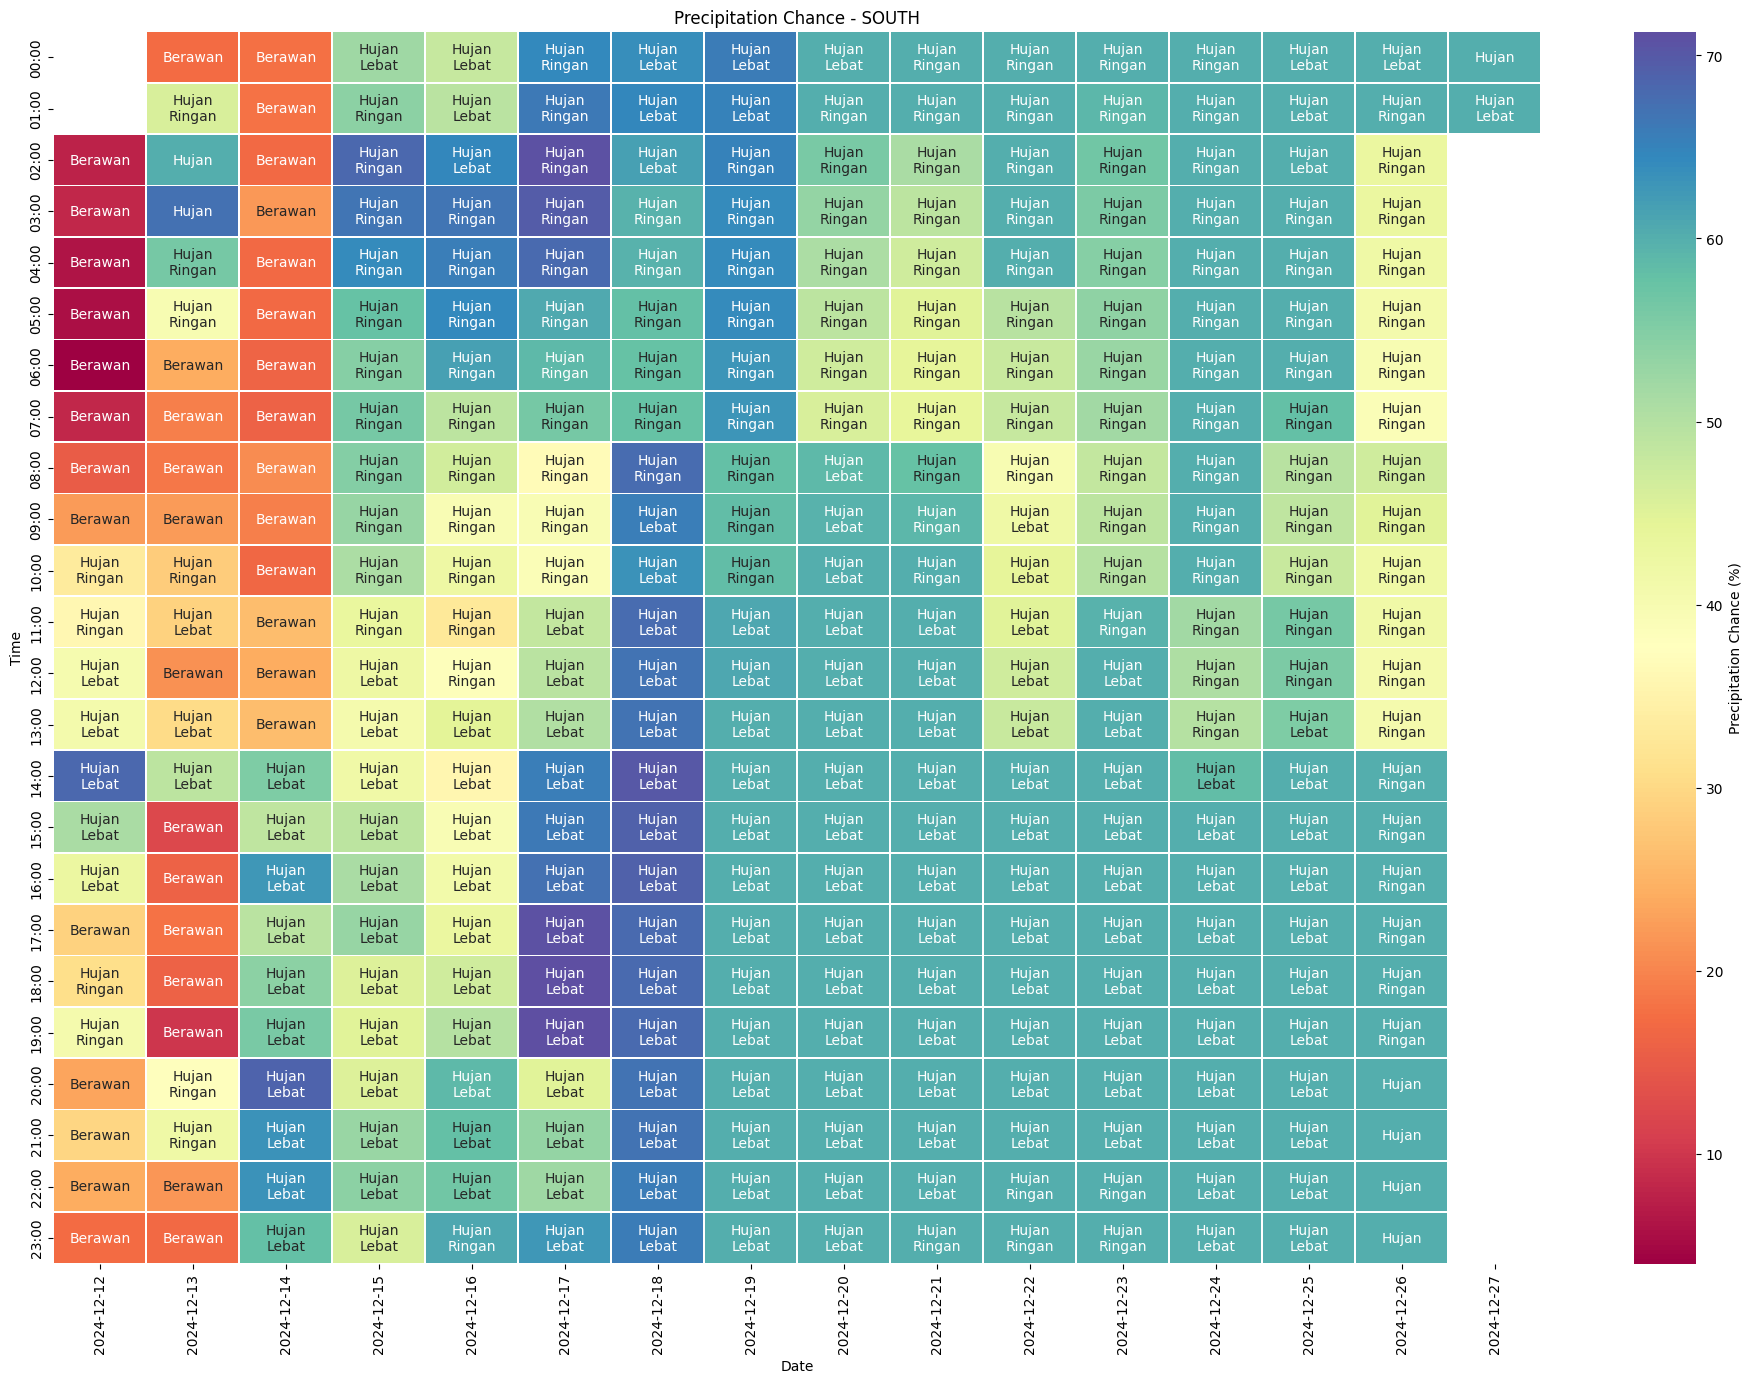 Precipitation Chance - SOUTH
00:00 Berawan Berawan Hujan Lebat Hujan Lebat Hujan Ringan Hujan Lebat Hujan Lebat Hujan Lebat Hujan Ringan Hujan Ringan Hujan Ringan Hujan Ringan Hujan Lebat Hujan Lebat Hujan
01:00 Hujan Ringan Berawan Hujan Ringan Hujan Lebat Hujan Ringan Hujan Lebat Hujan Lebat Hujan Ringan Hujan Ringan Hujan Ringan Hujan Ringan Hujan Ringan Hujan Lebat Hujan Ringan Hujan Lebat
02:00 Berawan Hujan Berawan Hujan Ringan Hujan Lebat Hujan Ringan Hujan Lebat Hujan Ringan Hujan Ringan Hujan Ringan Hujan Ringan Hujan Ringan Hujan Ringan Hujan Lebat Hujan Ringan
03:00 Berawan Hujan Berawan Hujan Ringan Hujan Ringan Hujan Ringan Hujan Ringan Hujan Ringan Hujan Ringan Hujan Ringan Hujan Ringan Hujan Ringan Hujan Ringan Hujan Ringan Hujan Ringan
04:00 Berawan Hujan Ringan Berawan Hujan Ringan Hujan Ringan Hujan Ringan Hujan Ringan Hujan Ringan Hujan Ringan Hujan Ringan Hujan Ringan Hujan Ringan Hujan Ringan Hujan Ringan Hujan Ringan
05:00 Berawan Hujan Ringan Berawan Hujan Ringan Hujan Ringan Hujan Ringan Hujan Ringan Hujan Ringan Hujan Ringan Hujan Ringan Hujan Ringan Hujan Ringan Hujan Ringan Hujan Ringan Hujan Ringan
06:00 Berawan Berawan Berawan Hujan Ringan Hujan Ringan Hujan Ringan Hujan Ringan Hujan Ringan Hujan Ringan Hujan Ringan Hujan Ringan Hujan Ringan Hujan Ringan Hujan Ringan Hujan Ringan
07:00 Berawan Berawan Berawan Hujan Ringan Hujan Ringan Hujan Ringan Hujan Ringan Hujan Ringan Hujan Ringan Hujan Ringan Hujan Ringan Hujan Ringan Hujan Ringan Hujan Ringan Hujan Ringan
08:00 Berawan Berawan Berawan Hujan Ringan Hujan Ringan Hujan Ringan Hujan Ringan Hujan Ringan Hujan Lebat Hujan Ringan Hujan Ringan Hujan Ringan Hujan Ringan Hujan Ringan Hujan Ringan
09:00 Berawan Berawan Berawan Hujan Ringan Hujan Ringan Hujan Ringan Hujan Lebat Hujan Ringan Hujan Lebat Hujan Ringan Hujan Lebat Hujan Ringan Hujan Ringan Hujan Ringan Hujan Ringan
10:00 Hujan Ringan Hujan Ringan Berawan Hujan Ringan Hujan Ringan Hujan Ringan Hujan Lebat Hujan Ringan Hujan Lebat Hujan Ringan Hujan Lebat Hujan Ringan Hujan Ringan Hujan Ringan Hujan Ringan
11:00 Hujan Ringan Hujan Lebat Berawan Hujan Ringan Hujan Ringan Hujan Lebat Hujan Lebat Hujan Lebat Hujan Lebat Hujan Lebat Hujan Lebat Hujan Ringan Hujan Ringan Hujan Ringan Hujan Ringan
12:00 Hujan Lebat Berawan Berawan Hujan Lebat Hujan Ringan Hujan Lebat Hujan Lebat Hujan Lebat Hujan Lebat Hujan Lebat Hujan Lebat Hujan Lebat Hujan Ringan Hujan Ringan Hujan Ringan
13:00 Hujan Lebat Hujan Lebat Berawan Hujan Lebat Hujan Lebat Hujan Lebat Hujan Lebat Hujan Lebat Hujan Lebat Hujan Lebat Hujan Lebat Hujan Lebat Hujan Ringan Hujan Lebat Hujan Ringan
14:00 Hujan Lebat Hujan Lebat Hujan Lebat Hujan Lebat Hujan Lebat Hujan Lebat Hujan Lebat Hujan Lebat Hujan Lebat Hujan Lebat Hujan Lebat Hujan Lebat Hujan Lebat Hujan Lebat Hujan Ringan
15:00 Hujan Lebat Berawan Hujan Lebat Hujan Lebat Hujan Lebat Hujan Lebat Hujan Lebat Hujan Lebat Hujan Lebat Hujan Lebat Hujan Lebat Hujan Lebat Hujan Lebat Hujan Lebat Hujan Ringan
16:00 Hujan Lebat Berawan Hujan Lebat Hujan Lebat Hujan Lebat Hujan Lebat Hujan Lebat Hujan Lebat Hujan Lebat Hujan Lebat Hujan Lebat Hujan Lebat Hujan Lebat Hujan Lebat Hujan Ringan
17:00 Berawan Berawan Hujan Lebat Hujan Lebat Hujan Lebat Hujan Lebat Hujan Lebat Hujan Lebat Hujan Lebat Hujan Lebat Hujan Lebat Hujan Lebat Hujan Lebat Hujan Lebat Hujan Ringan
18:00 Hujan Ringan Berawan Hujan Lebat Hujan Lebat Hujan Lebat Hujan Lebat Hujan Lebat Hujan Lebat Hujan Lebat Hujan Lebat Hujan Lebat Hujan Lebat Hujan Lebat Hujan Lebat Hujan Ringan
19:00 Hujan Ringan Berawan Hujan Lebat Hujan Lebat Hujan Lebat Hujan Lebat Hujan Lebat Hujan Lebat Hujan Lebat Hujan Lebat Hujan Lebat Hujan Lebat Hujan Lebat Hujan Lebat Hujan Ringan
20:00 Berawan Hujan Ringan Hujan Lebat Hujan Lebat Hujan Lebat Hujan Lebat Hujan Lebat Hujan Lebat Hujan Lebat Hujan Lebat Hujan Lebat Hujan Lebat Hujan Lebat Hujan Lebat Hujan
21:00 Berawan Hujan Ringan Hujan Lebat Hujan Lebat Hujan Lebat Hujan Lebat Hujan Lebat Hujan Lebat Hujan Lebat Hujan Lebat Hujan Lebat Hujan Lebat Hujan Lebat Hujan Lebat Hujan
22:00 Berawan Berawan Hujan Lebat Hujan Lebat Hujan Lebat Hujan Lebat Hujan Lebat Hujan Lebat Hujan Lebat Hujan Lebat Hujan Ringan Hujan Ringan Hujan Lebat Hujan Lebat Hujan
23:00 Berawan Berawan Hujan Lebat Hujan Lebat Hujan Ringan Hujan Lebat Hujan Lebat Hujan Lebat Hujan Lebat Hujan Ringan Hujan Ringan Hujan Ringan Hujan Lebat Hujan Lebat Hujan
Time
2024-12-12 2024-12-13 2024-12-14 2024-12-15 2024-12-16 2024-12-17 2024-12-18 2024-12-19 2024-12-20 2024-12-21 2024-12-22 2024-12-23 2024-12-24 2024-12-25 2024-12-26 2024-12-27
Date
70
60
50
40
30
20
10
Precipitation Chance (%)